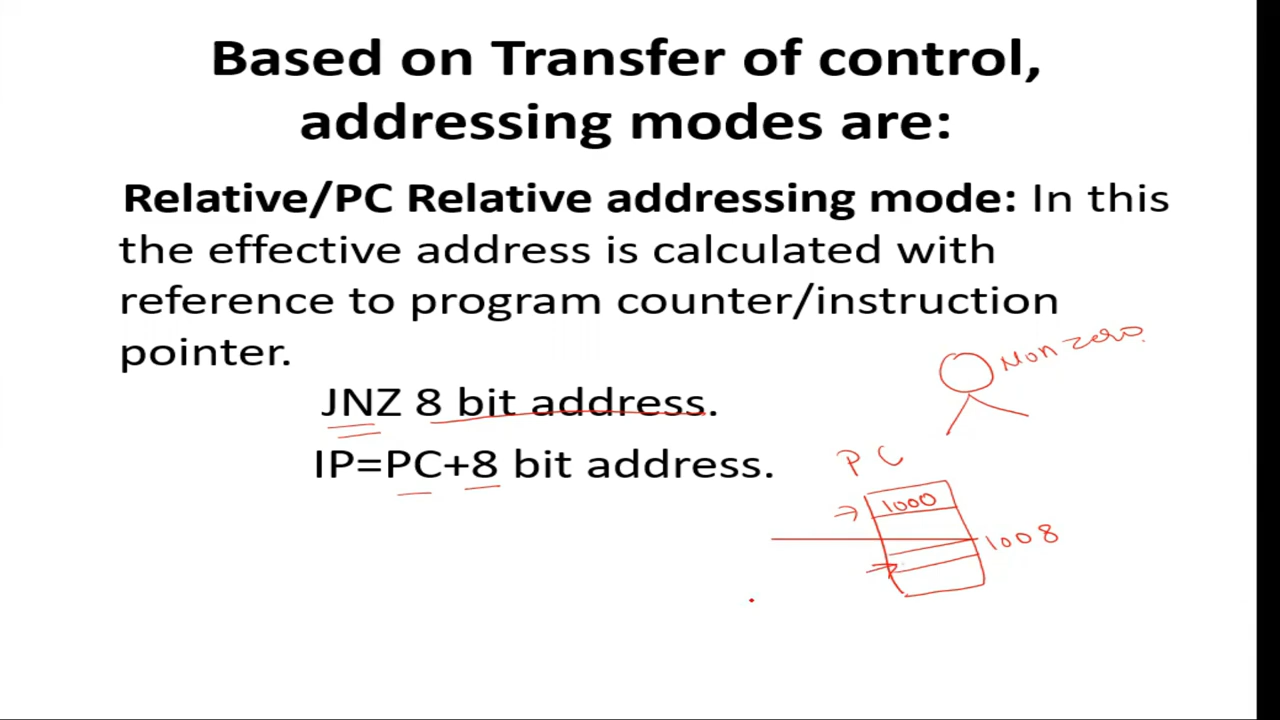 Based on Transfer of control,
addressing modes are:
Relative/PC Relative addressing mode: In this
the effective address is calculated with
reference to program counter/instruction
pointer.
Non zero.
JNZ 8 bit address.
IP=PC+8 bit address.
PC
1000
1008